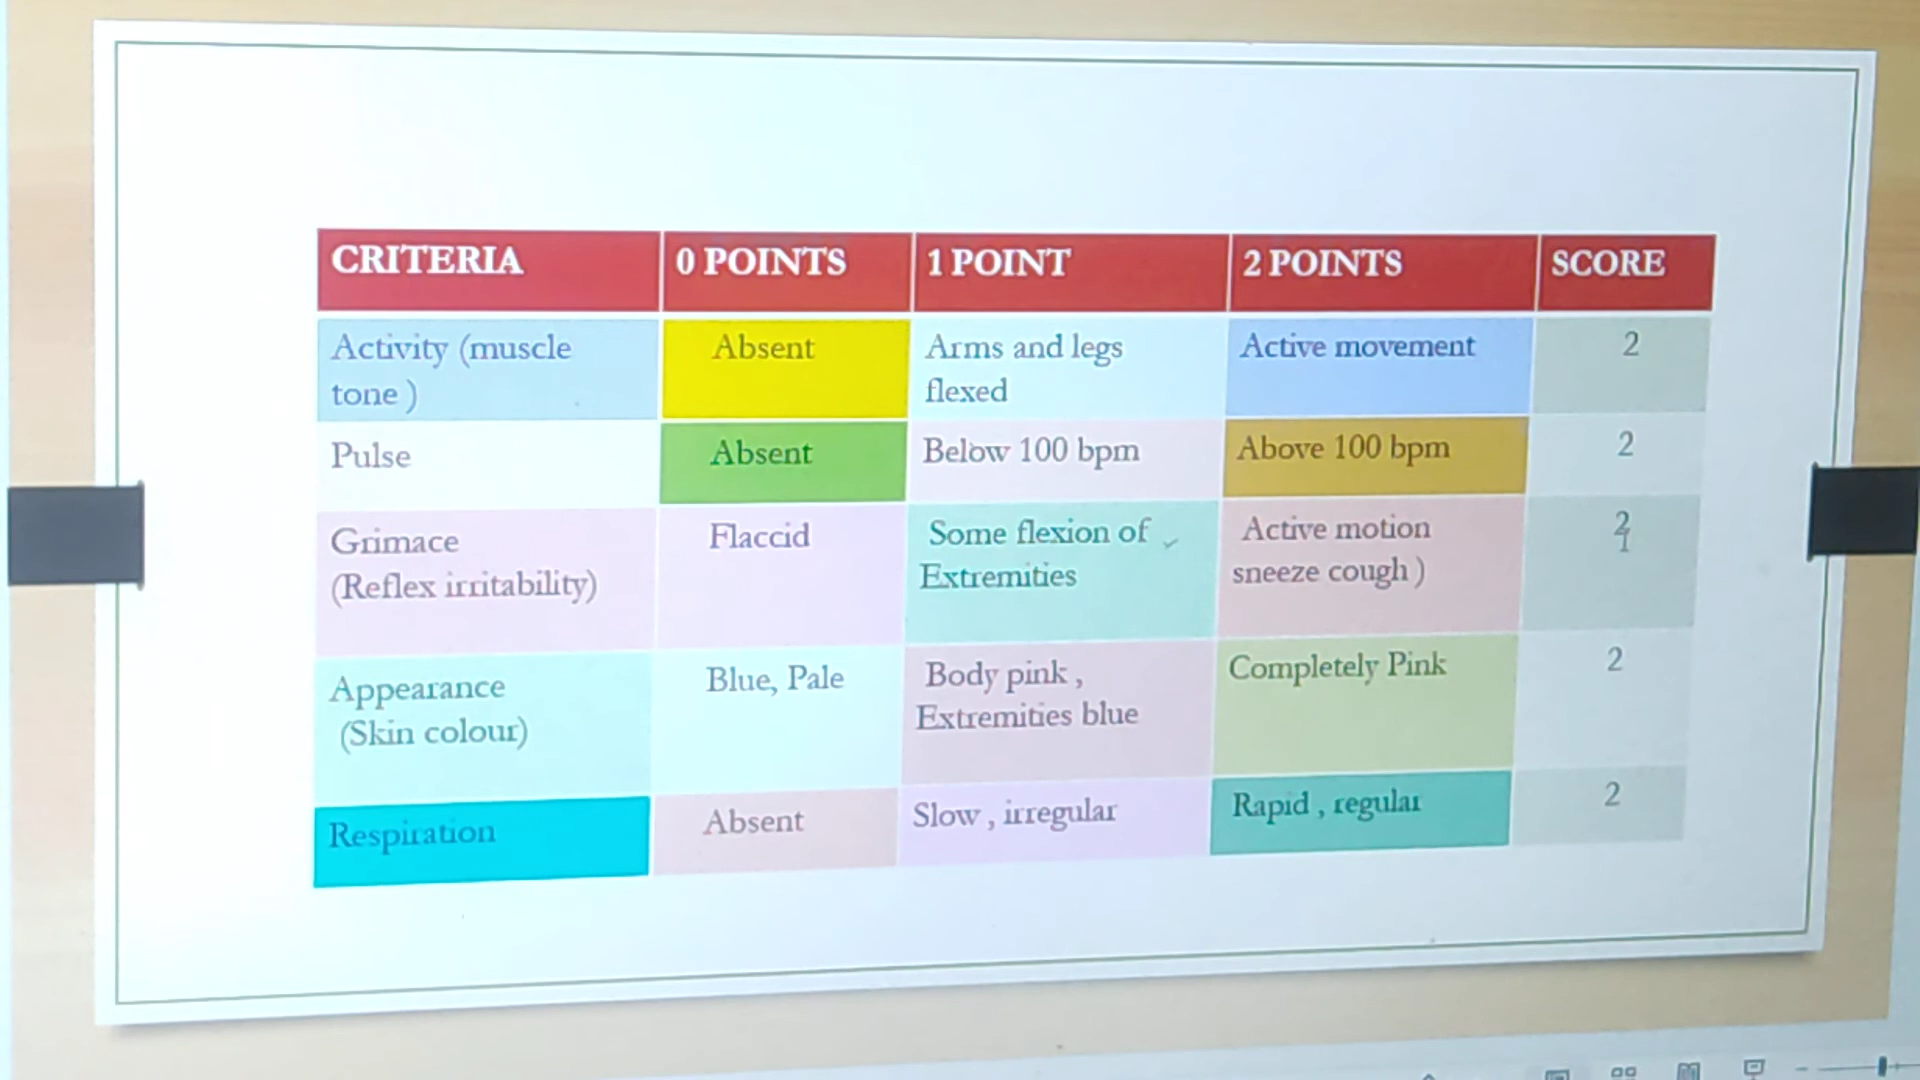 CRITERIA 0 POINTS 1 POINT 2 POINTS SCORE
Activity (muscle tone ) Absent Arms and legs flexed Active movement 2
Pulse Absent Below 100 bpm Above 100 bpm 2
Grimace (Reflex irritability) Flaccid Some flexion of Extremities Active motion sneeze cough )
Appearance (Skin colour) Blue, Pale Body pink , Extremities blue Completely Pink 2
Respiration Absent Slow , irregular Rapid , regular 2